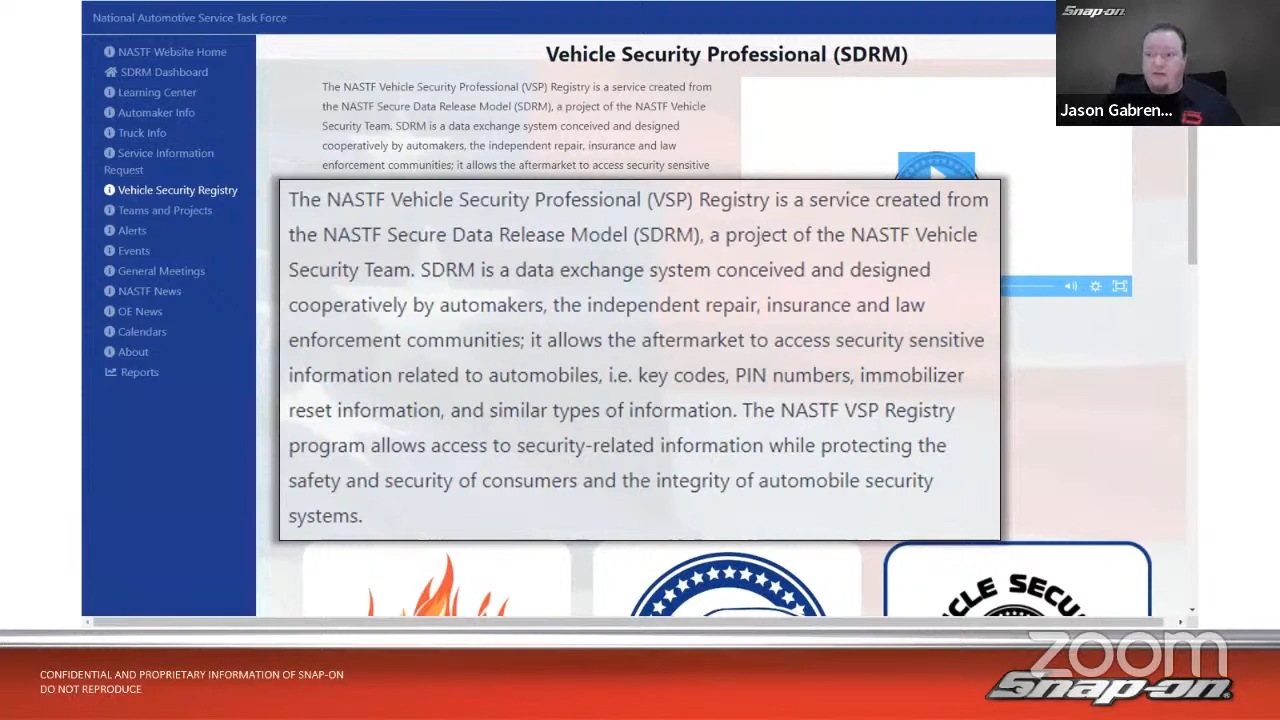 National Automotive Service Task Force
NASTF Website Home
SDRM Dashboard
Learning Center
Automaker Info
Truck Info
Service Information
Request
Vehicle Security Registry
Teams and Projects
Alerts
Events
General Meetings
NASTF News
OE News
Calendars
About
Reports
Vehicle Security Professional (SDRM)
The NASTF Vehicle Security Professional (VSP) Registry is a service created from
the NASTF Secure Data Release Model (SDRM), a project of the NASTF Vehicle
Security Team. SDRM is a data exchange system conceived and designed
cooperatively by automakers, the independent repair, insurance and law
enforcement communities; it allows the aftermarket to access security sensitive
The NASTF Vehicle Security Professional (VSP) Registry is a service created from
the NASTF Secure Data Release Model (SDRM), a project of the NASTF Vehicle
Security Team. SDRM is a data exchange system conceived and designed
cooperatively by automakers, the independent repair, insurance and law
enforcement communities; it allows the aftermarket to access security sensitive
information related to automobiles, i.e. key codes, PIN numbers, immobilizer
reset information, and similar types of information. The NASTF VSP Registry
program allows access to security-related information while protecting the
safety and security of consumers and the integrity of automobile security
systems.
CLE SECU
Snap-on
Jason Gabren...
CONFIDENTIAL AND PROPRIETARY INFORMATION OF SNAP-ON
DO NOT REPRODUCE
zoom
Snap-on